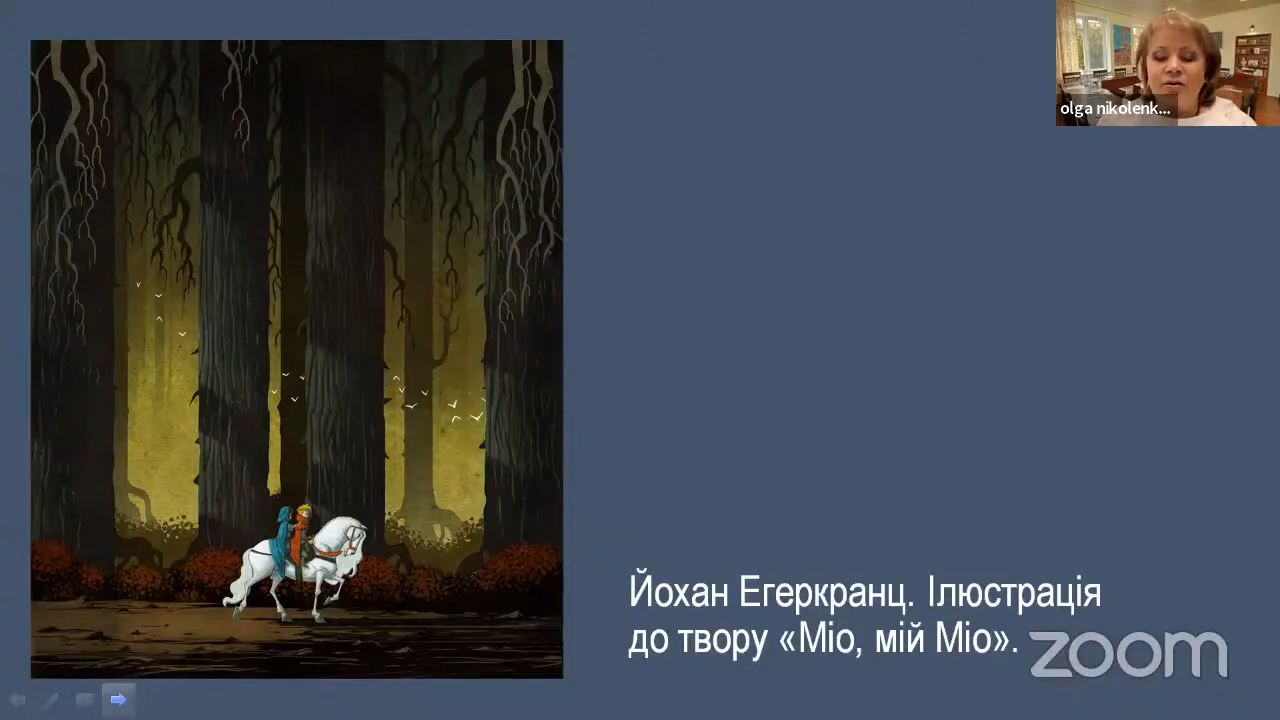 olga nikolenk...
Йохан Егеркранц. Ілюстрація
до твору «Міо, мій Міо».
zoom